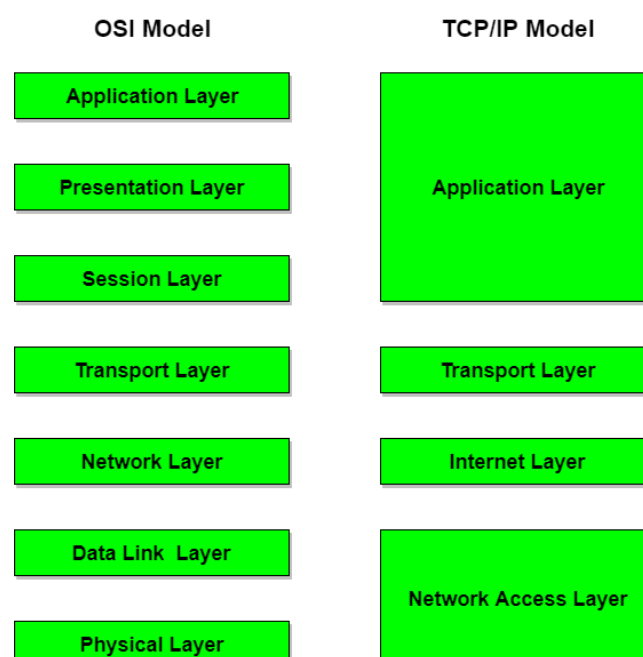 OSI Model
TCP/IP Model
Application Layer
Presentation Layer
Session Layer
Transport Layer
Network Layer
Data Link  Layer
Physical Layer
Application Layer
Transport Layer
Internet Layer
Network Access Layer